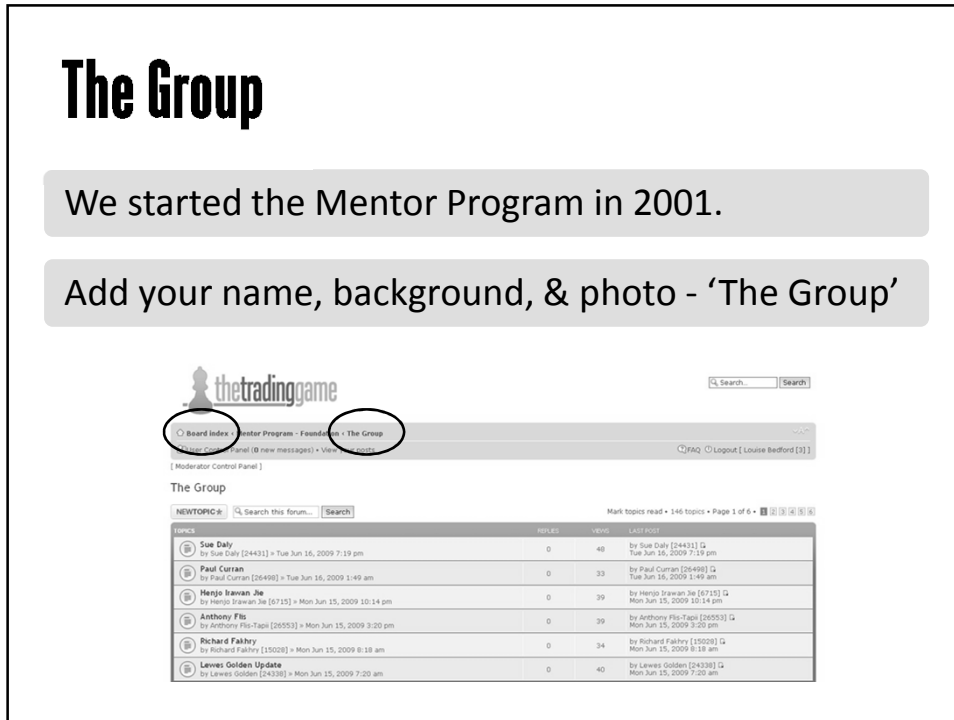 The Group
We started the Mentor Program in 2001.
Add your name, background, & photo - ‘The Group’
thetradinggame
Search... Search
Board index ‹ Mentor Program - Foundation ‹ The Group
User Control Panel (0 new messages) • View your posts FAQ Logout [ Louise Bedford [3] ]
[ Moderator Control Panel ]
The Group
NEWTOPIC Search this forum... Search Mark topics read • 146 topics • Page 1 of 6 • 1 2 3 4 5 6
TOPICS REPLIES VIEWS LAST POST
Sue Daly 0 48 by Sue Daly [24431]
by Sue Daly [24431] » Tue Jun 16, 2009 7:19 pm Tue Jun 16, 2009 7:19 pm
Paul Curran 0 33 by Paul Curran [26498]
by Paul Curran [26498] » Tue Jun 16, 2009 1:49 am Tue Jun 16, 2009 1:49 am
Henjo Irawan Jie 0 39 by Henjo Irawan Jie [6715]
by Henjo Irawan Jie [6715] » Mon Jun 15, 2009 10:14 pm Mon Jun 15, 2009 10:14 pm
Anthony Flis 0 39 by Anthony Flis-Tapii [26553]
by Anthony Flis-Tapii [26553] » Mon Jun 15, 2009 3:20 pm Mon Jun 15, 2009 3:20 pm
Richard Fakhry 0 34 by Richard Fakhry [15028]
by Richard Fakhry [15028] » Mon Jun 15, 2009 8:18 am Mon Jun 15, 2009 8:18 am
Lewes Golden Update 0 40 by Lewes Golden [24338]
by Lewes Golden [24338] » Mon Jun 15, 2009 7:20 am Mon Jun 15, 2009 7:20 am